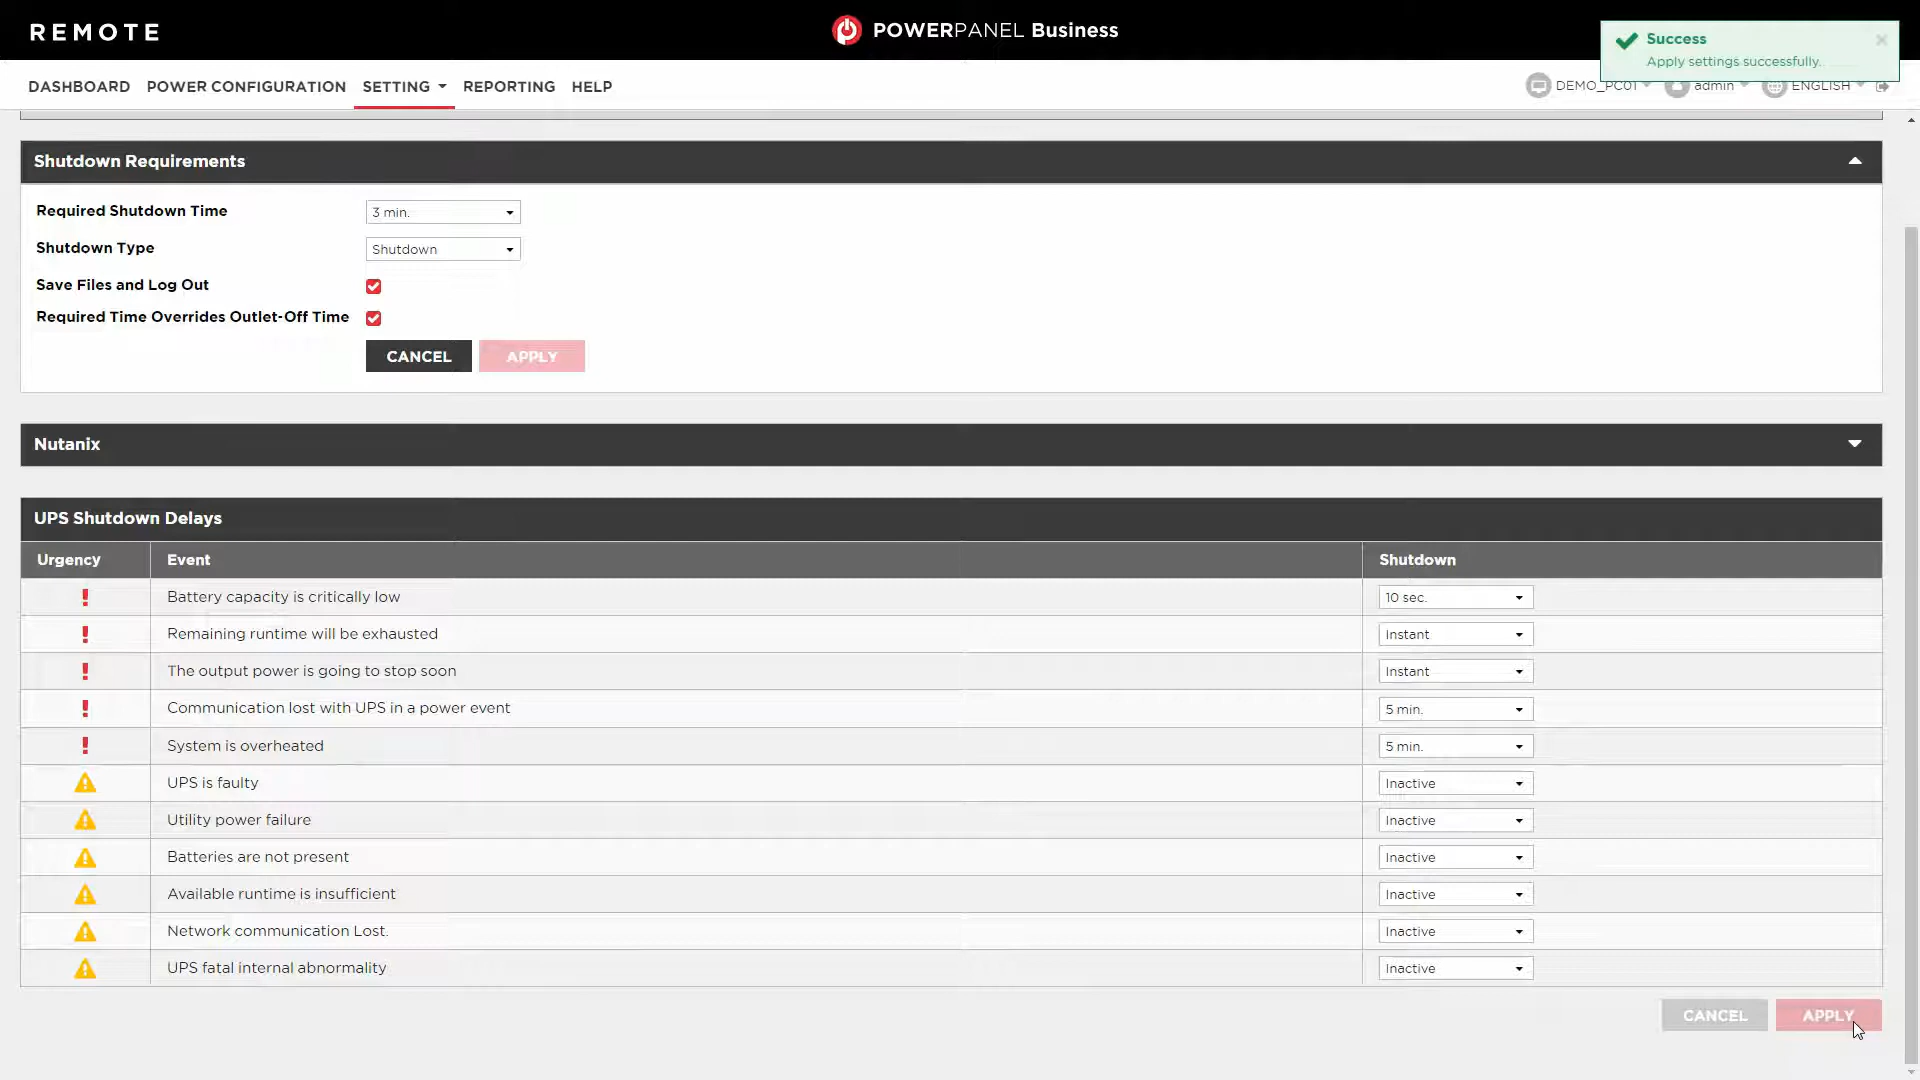 REMOTE
POWERPANEL Business
Success
Apply settings successfully.
DASHBOARD POWER CONFIGURATION SETTING REPORTING HELP
DEMO_PC01 admin ENGLISH
Shutdown Requirements
Required Shutdown Time 3 min.
Shutdown Type Shutdown
Save Files and Log Out
Required Time Overrides Outlet-Off Time
CANCEL APPLY
Nutanix
UPS Shutdown Delays
Urgency Event Shutdown
Battery capacity is critically low 10 sec.
Remaining runtime will be exhausted Instant
The output power is going to stop soon Instant
Communication lost with UPS in a power event 5 min.
System is overheated 5 min.
UPS is faulty Inactive
Utility power failure Inactive
Batteries are not present Inactive
Available runtime is insufficient Inactive
Network communication Lost. Inactive
UPS fatal internal abnormality Inactive
CANCEL APPLY